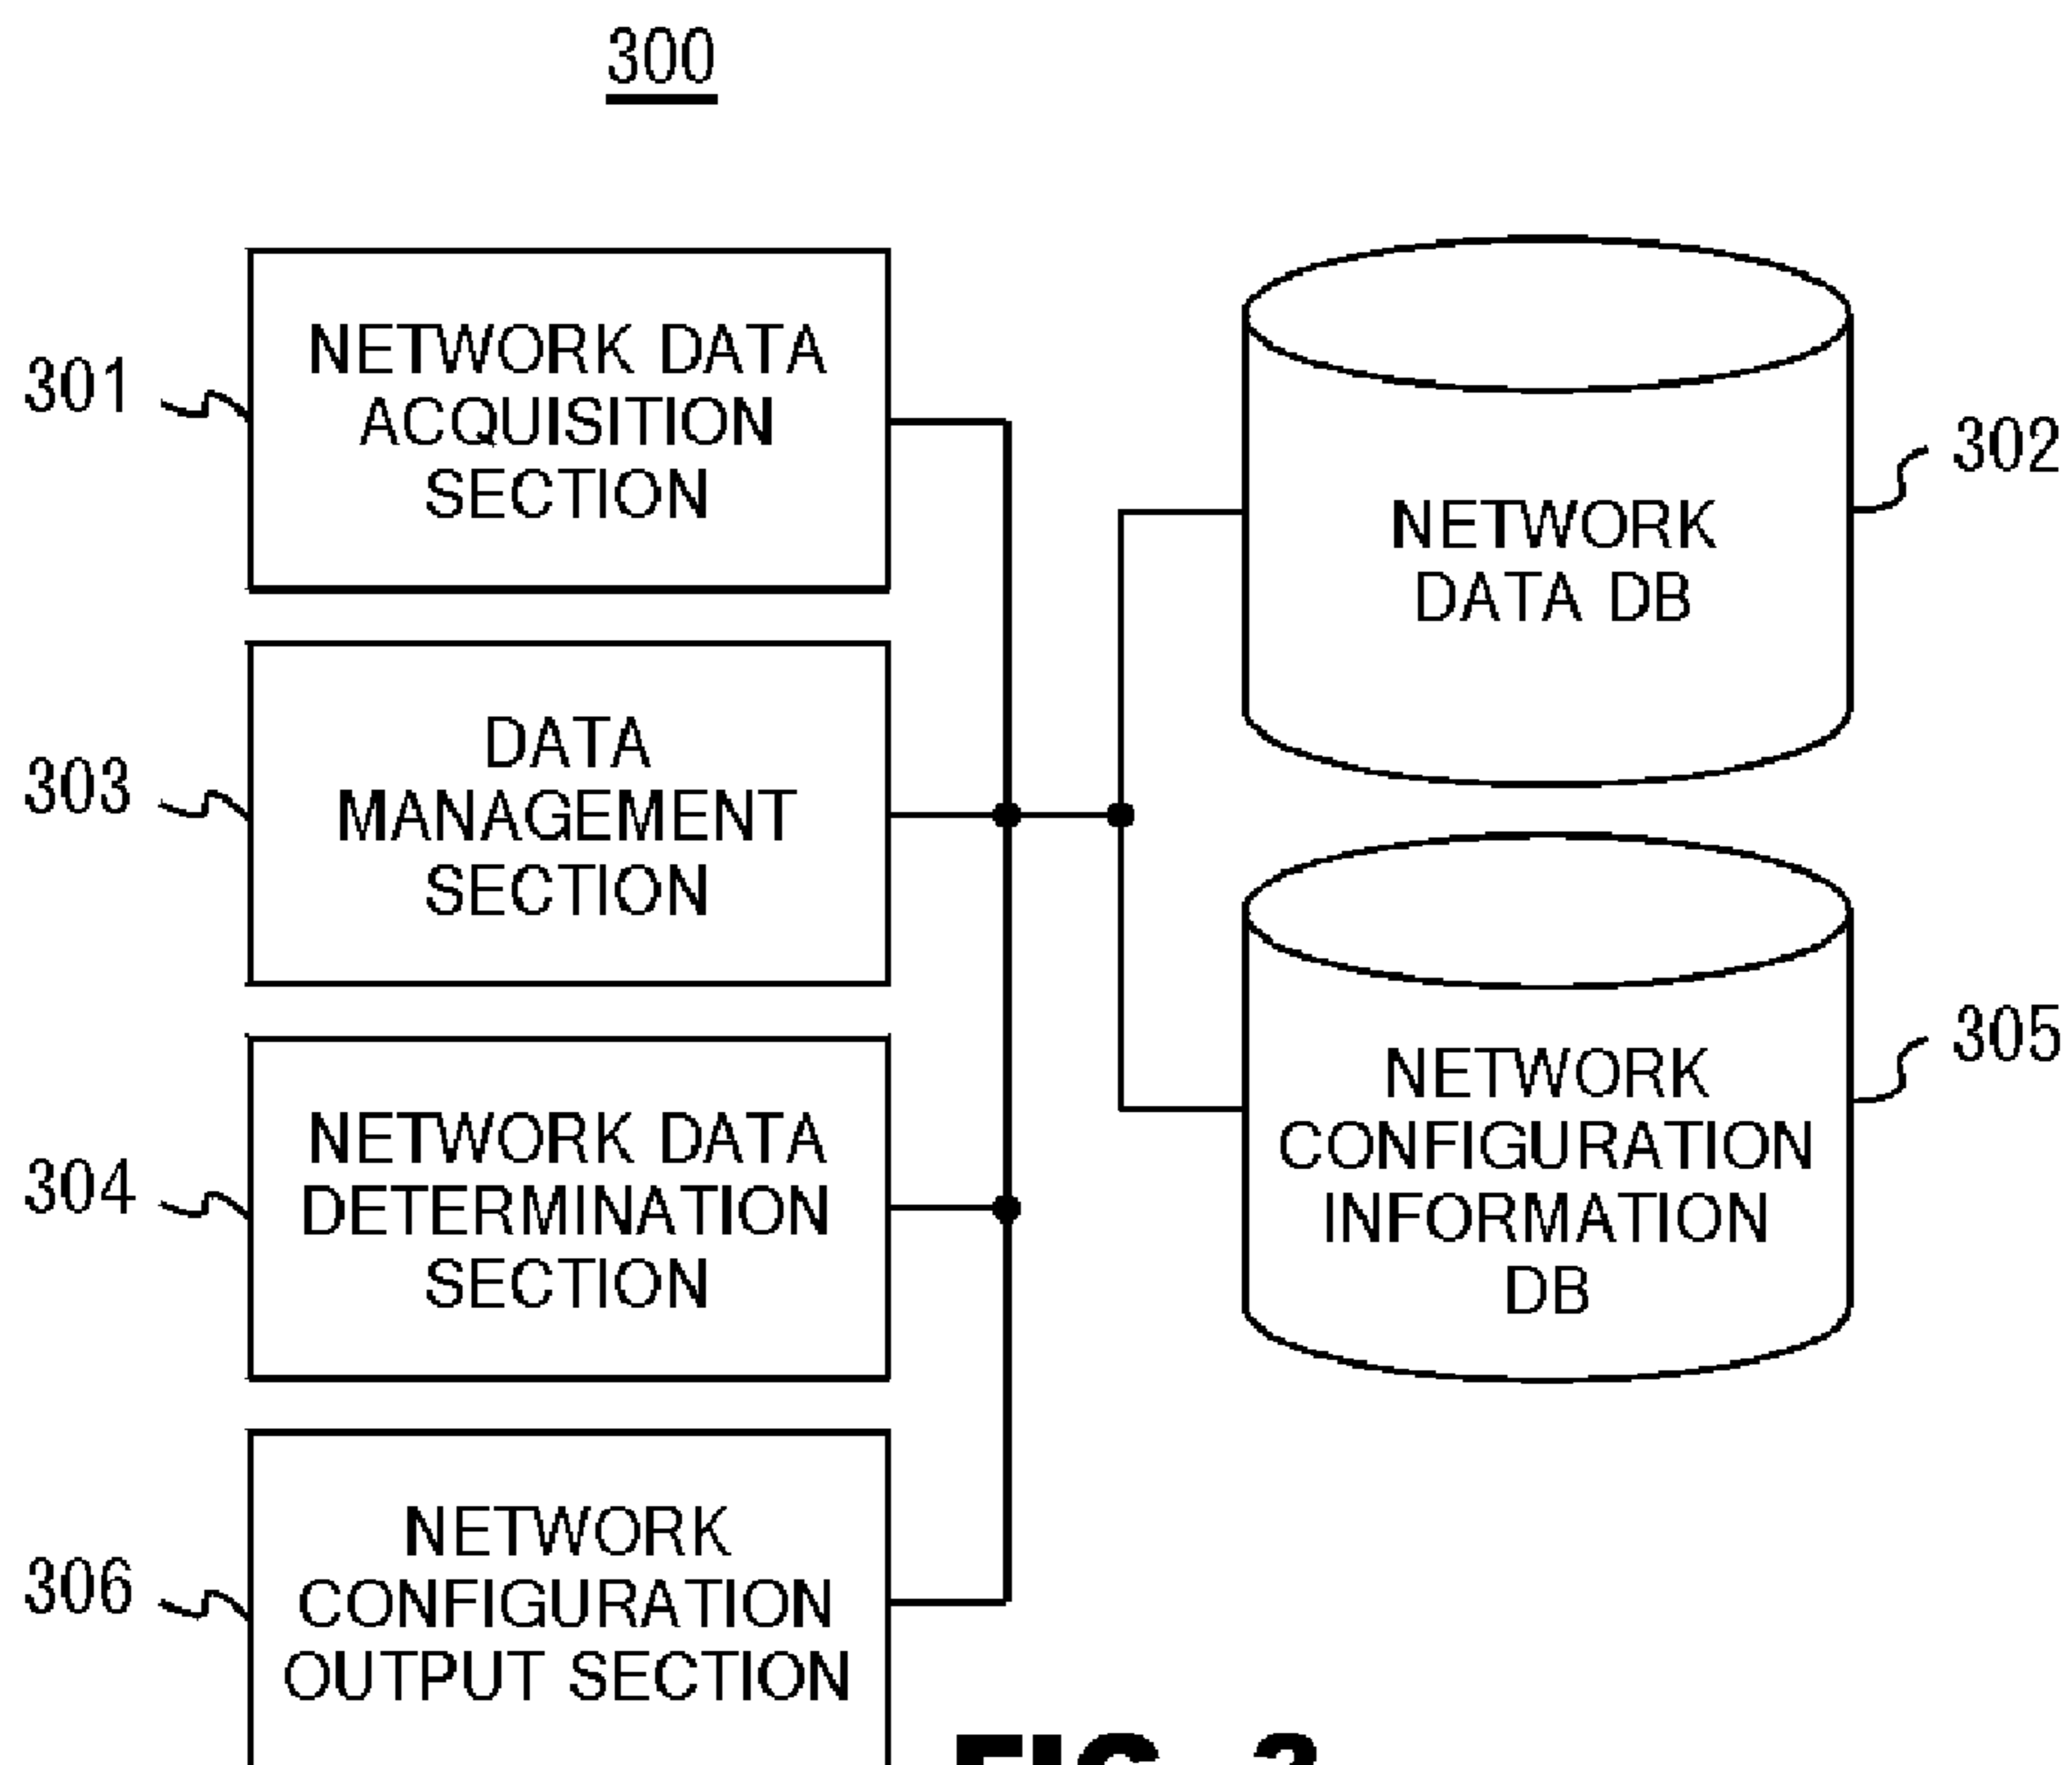 300
301
NETWORK DATA
ACQUISITION
SECTION
302
NETWORK
DATA DB
303
DATA
MANAGEMENT
SECTION
304
NETWORK DATA
DETERMINATION
SECTION
305
NETWORK
CONFIGURATION
INFORMATION
DB
306
NETWORK
CONFIGURATION
OUTPUT SECTION